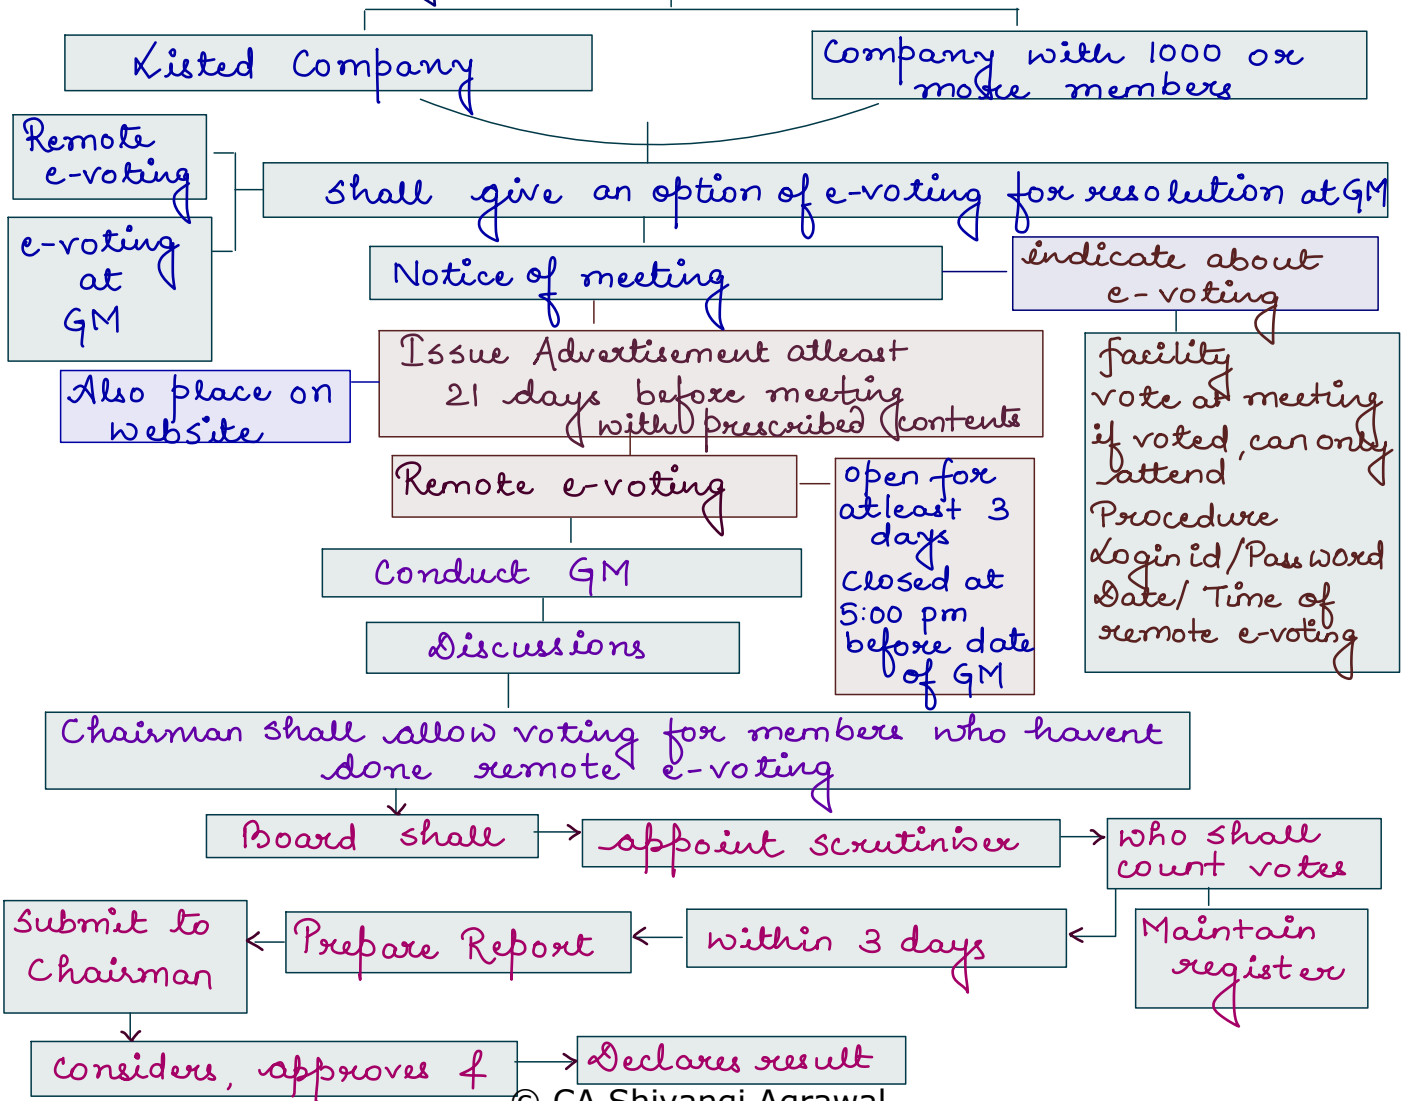 Listed Company
Company with 1000 or
more members
Remote
e-voting
shall give an option of e-voting for resolution at GM
e-voting
at
GM
Notice of meeting
indicate about
e-voting
Issue Advertisement atleast
21 days before meeting
with prescribed contents
Also place on
website
facility
vote at meeting
if voted, can only
attend
Procedure
Login id/Password
Date/ Time of
remote e-voting
Remote e-voting
open for
atleast 3
days
Closed at
5:00 pm
before date
of GM
Conduct GM
Discussions
Chairman shall allow voting for members who havent
done remote e-voting
Board shall
appoint scrutiniser
who shall
count votes
Maintain
register
within 3 days
Prepare Report
Submit to
Chairman
considers, approves &
Declares result
© CA Shivangi Agrawal